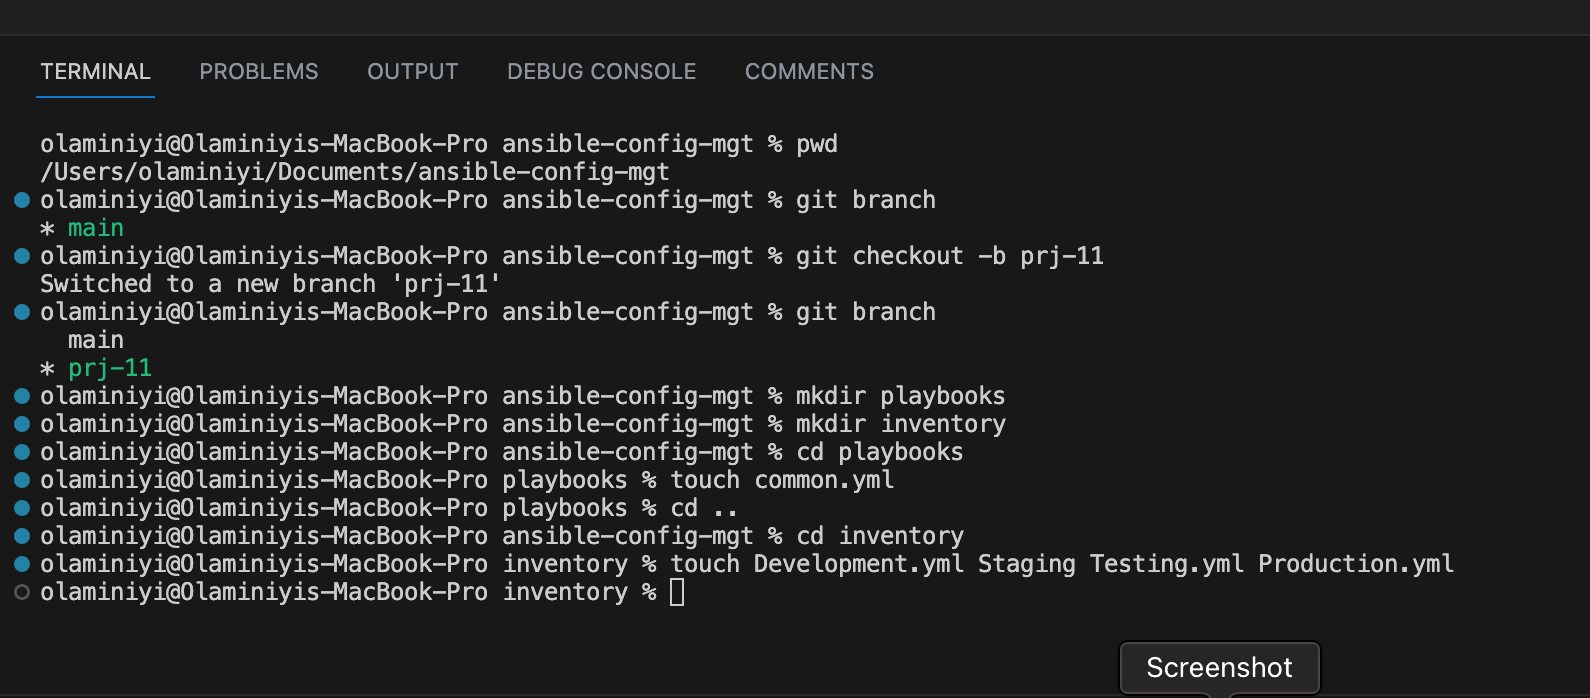 TERMINAL PROBLEMS OUTPUT DEBUG CONSOLE COMMENTS
olaminiyi@Olaminiyis-MacBook-Pro ansible-config-mgt % pwd
/Users/olaminiyi/Documents/ansible-config-mgt
olaminiyi@Olaminiyis-MacBook-Pro ansible-config-mgt % git branch
* main
olaminiyi@Olaminiyis-MacBook-Pro ansible-config-mgt % git checkout -b prj-11
Switched to a new branch 'prj-11'
olaminiyi@Olaminiyis-MacBook-Pro ansible-config-mgt % git branch
main
* prj-11
olaminiyi@Olaminiyis-MacBook-Pro ansible-config-mgt % mkdir playbooks
olaminiyi@Olaminiyis-MacBook-Pro ansible-config-mgt % mkdir inventory
olaminiyi@Olaminiyis-MacBook-Pro ansible-config-mgt % cd playbooks
olaminiyi@Olaminiyis-MacBook-Pro playbooks % touch common.yml
olaminiyi@Olaminiyis-MacBook-Pro playbooks % cd ..
olaminiyi@Olaminiyis-MacBook-Pro ansible-config-mgt % cd inventory
olaminiyi@Olaminiyis-MacBook-Pro inventory % touch Development.yml Staging Testing.yml Production.yml
olaminiyi@Olaminiyis-MacBook-Pro inventory %
Screenshot